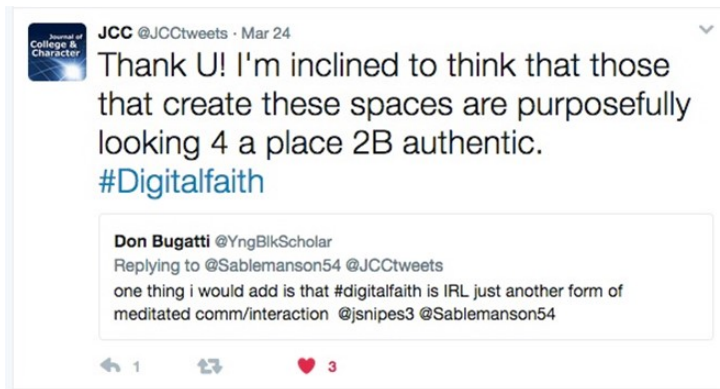 Journal of
College &
Character
JCC @JCCtweets · Mar 24
Thank U! I'm inclined to think that those
that create these spaces are purposefully
looking 4 a place 2B authentic.
#Digitalfaith
Don Bugatti @YngBlkScholar
Replying to @Sablemanson54 @JCCtweets
one thing i would add is that #digitalfaith is IRL just another form of
meditated comm/interaction @jsnipes3 @Sablemanson54
1
3